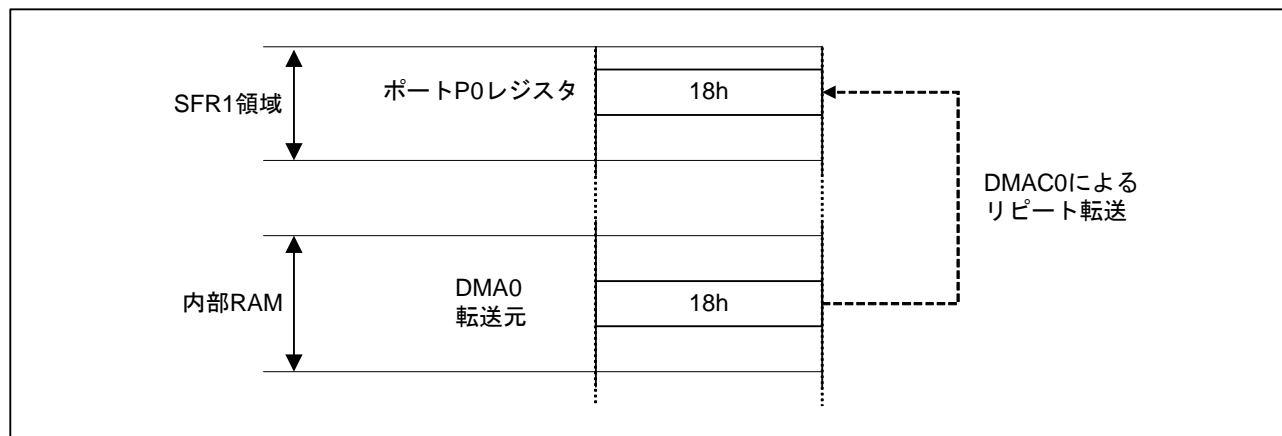 SFR1領域
ポートP0レジスタ
18h
DMAC0による
リピート転送
内部RAM
DMA0
転送元
18h